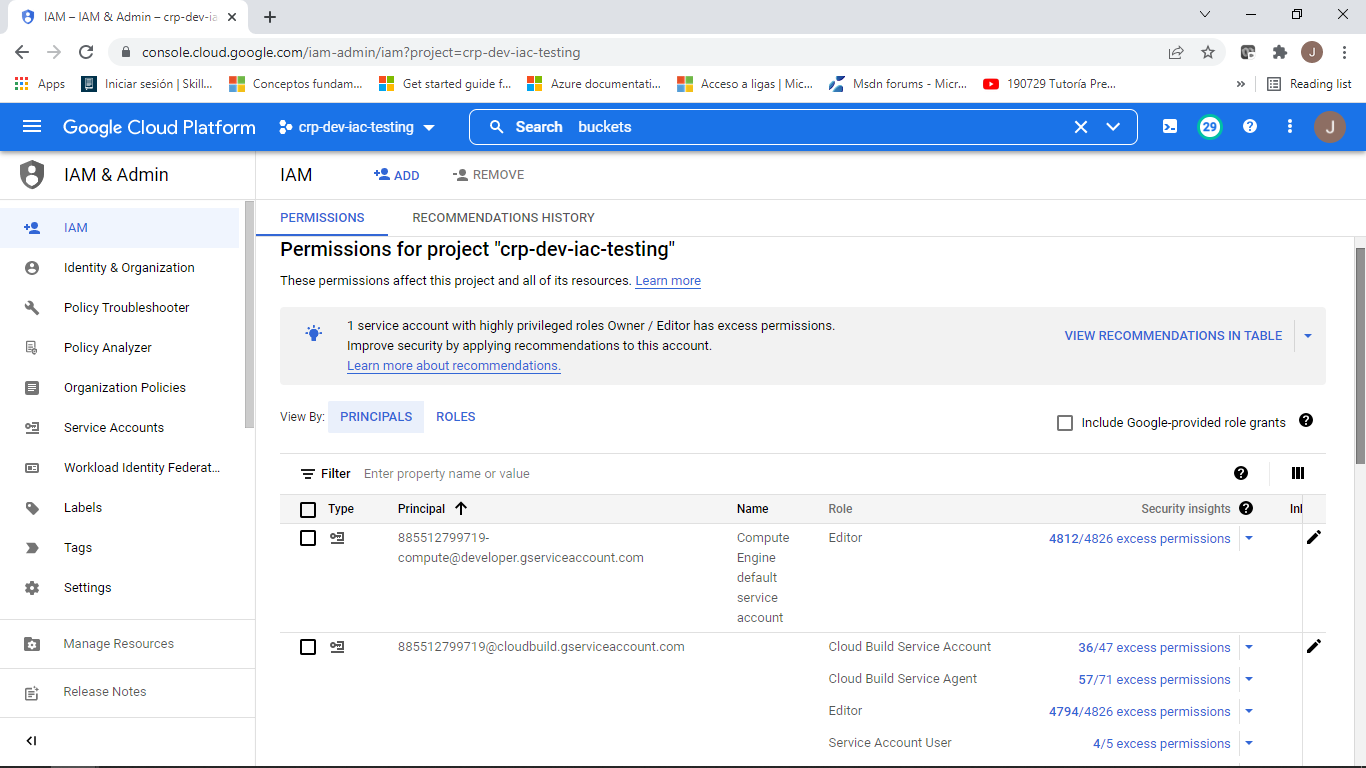 IAM – IAM & Admin – crp-dev-ia
console.cloud.google.com/iam-admin/iam?project=crp-dev-iac-testing
J
Apps
Iniciar sesión | Skill...
Conceptos fundam...
Get started guide f...
Azure documentati...
Acceso a ligas | Mic...
Msdn forums - Micr...
190729 Tutoría Pre...
»
Reading list
Google Cloud Platform
crp-dev-iac-testing
Search buckets
29
J
IAM & Admin
IAM
Identity & Organization
Policy Troubleshooter
Policy Analyzer
Organization Policies
Service Accounts
Workload Identity Federat...
Labels
Tags
Settings
Manage Resources
Release Notes
IAM
ADD
REMOVE
PERMISSIONS
RECOMMENDATIONS HISTORY
Permissions for project "crp-dev-iac-testing"
These permissions affect this project and all of its resources. Learn more
1 service account with highly privileged roles Owner / Editor has excess permissions.
Improve security by applying recommendations to this account.
Learn more about recommendations.
VIEW RECOMMENDATIONS IN TABLE
View By: PRINCIPALS ROLES
Include Google-provided role grants
Filter Enter property name or value
Type Principal Name Role Security insights Inl
885512799719-
compute@developer.gserviceaccount.com
Compute
Engine
default
service
account
Editor
4812/4826 excess permissions
885512799719@cloudbuild.gserviceaccount.com
Cloud Build Service Account 36/47 excess permissions
Cloud Build Service Agent 57/71 excess permissions
Editor 4794/4826 excess permissions
Service Account User 4/5 excess permissions